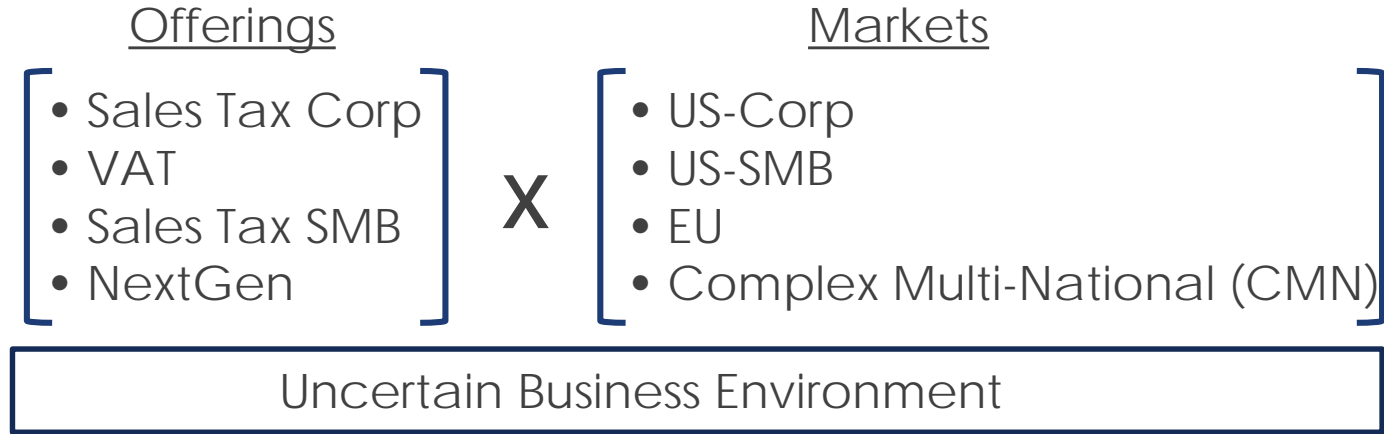 Offerings
• Sales Tax Corp
• VAT
• Sales Tax SMB
• NextGen
X
Markets
• US-Corp
• US-SMB
• EU
• Complex Multi-National (CMN)
Uncertain Business Environment